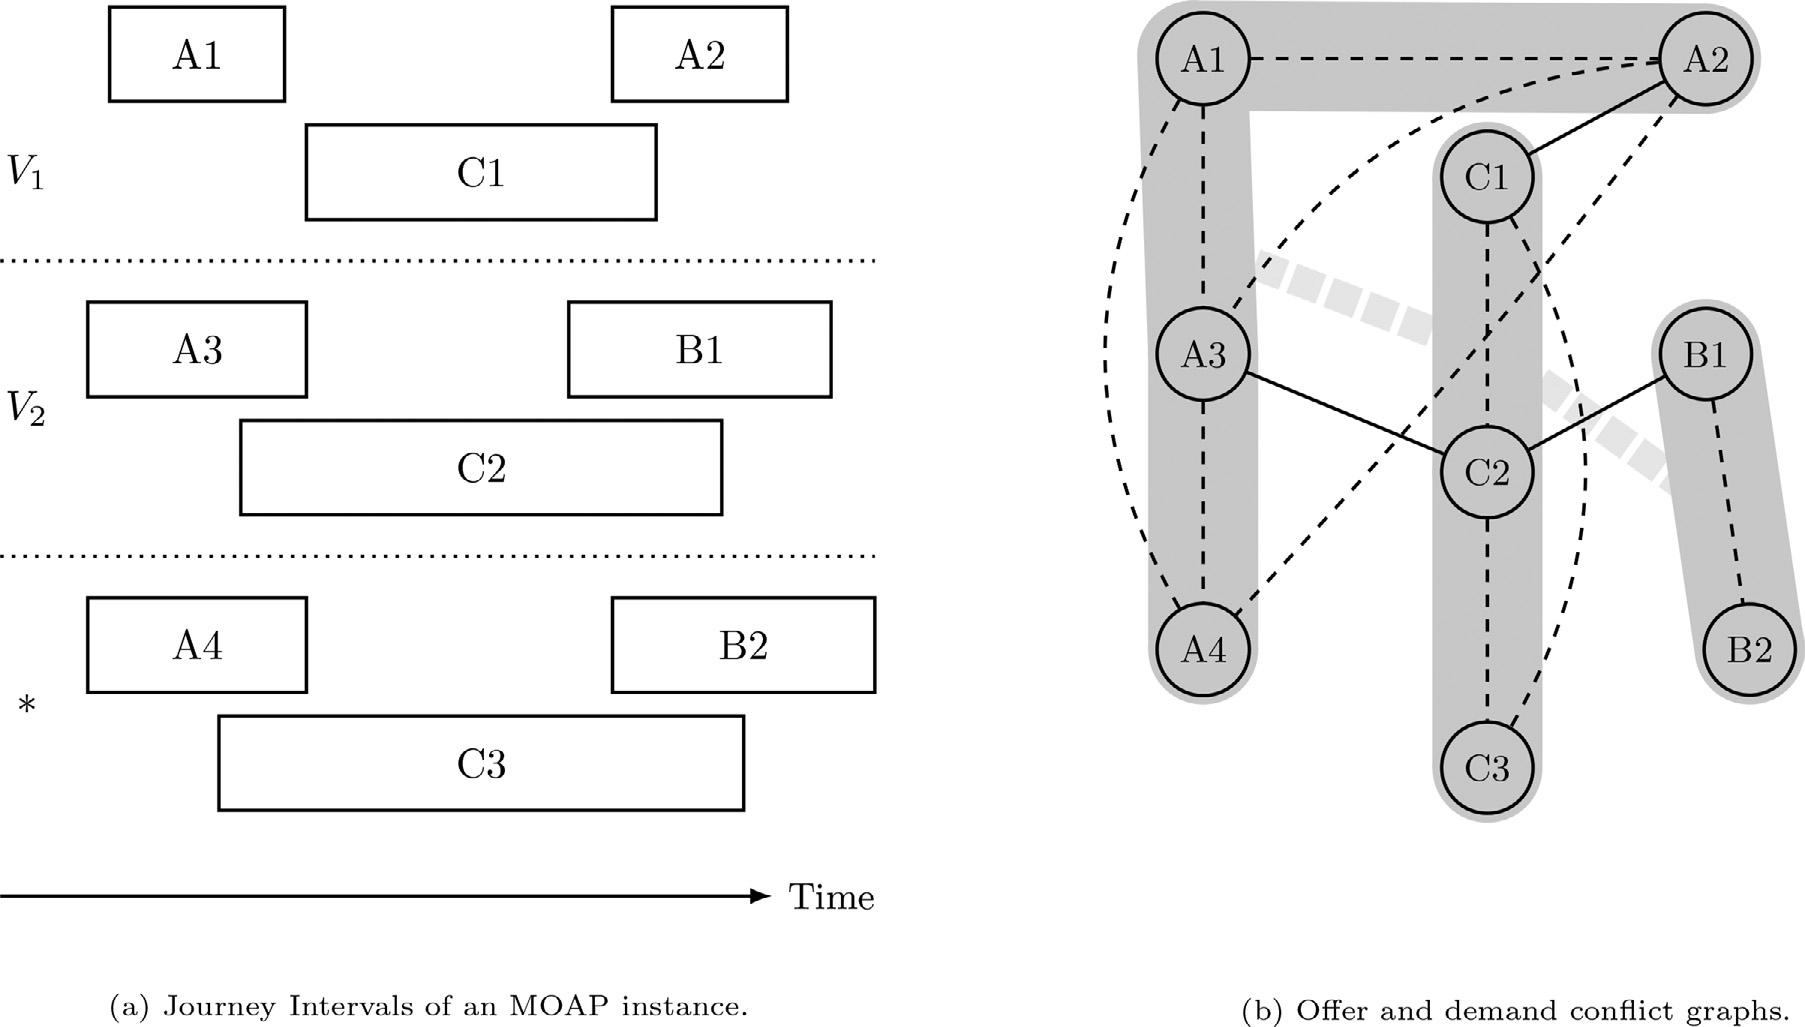 A1 A2
V1 C1
A3 B1
V2 C2
A4 B2
* C3
Time
(a) Journey Intervals of an MOAP instance.
A1 A2
C1
A3 B1
C2
A4 B2
C3
(b) Offer and demand conflict graphs.